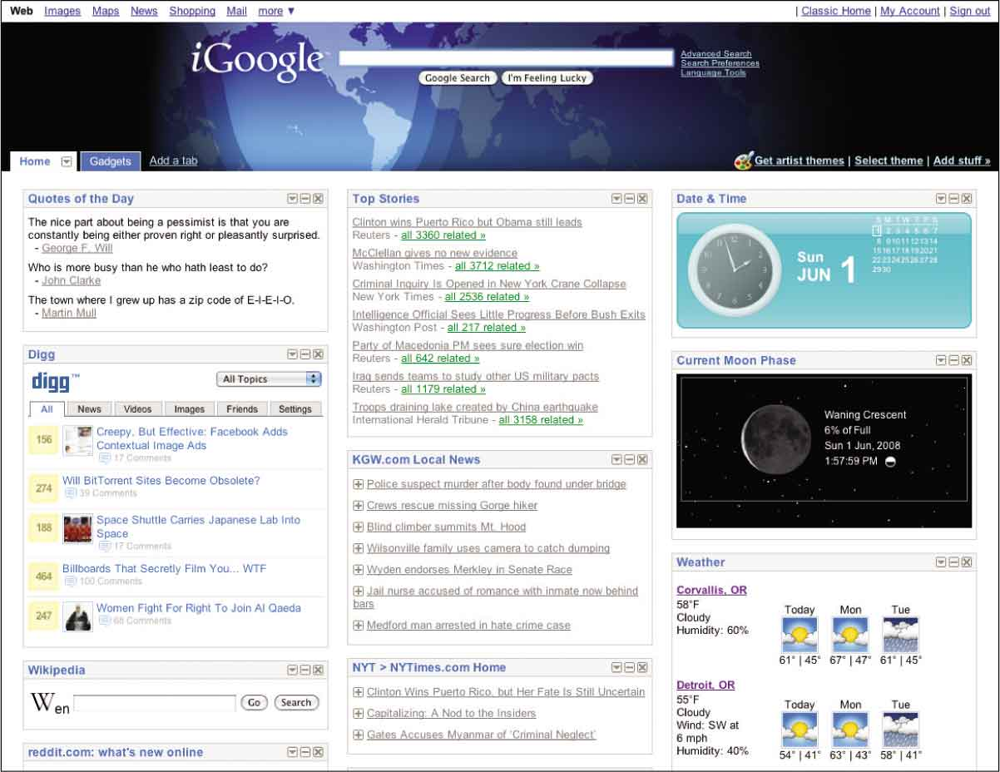 Web Images Maps News Shopping Mail more ▼
| Classic Home | My Account | Sign out
iGoogle™
Advanced Search
Search Preferences
Language Tools
Google Search I'm Feeling Lucky
Home Gadgets Add a tab
Get artist themes | Select theme | Add stuff »
Quotes of the Day
The nice part about being a pessimist is that you are
constantly being either proven right or pleasantly surprised.
- George F. Will
Who is more busy than he who hath least to do?
- John Clarke
The town where I grew up has a zip code of E-I-E-I-O.
- Martin Mull
Digg
digg™ All Topics
All News Videos Images Friends Settings
156 Creepy, But Effective: Facebook Adds
Contextual Image Ads
17 Comments
274 Will BitTorrent Sites Become Obsolete?
39 Comments
188 Space Shuttle Carries Japanese Lab Into
Space
17 Comments
464 Billboards That Secretly Film You... WTF
100 Comments
247 Women Fight For Right To Join Al Qaeda
68 Comments
Wikipedia
W en Go Search
reddit.com: what's new online
Top Stories
Clinton wins Puerto Rico but Obama still leads
Reuters - all 3360 related »
McClellan gives no new evidence
Washington Times - all 3712 related »
Criminal Inquiry Is Opened in New York Crane Collapse
New York Times - all 2536 related »
Intelligence Official Sees Little Progress Before Bush Exits
Washington Post - all 217 related »
Party of Macedonia PM sees sure election win
Reuters - all 642 related »
Iraq sends teams to study other US military pacts
Reuters - all 1179 related »
Troops draining lake created by China earthquake
International Herald Tribune - all 3158 related »
KGW.com Local News
Police suspect murder after body found under bridge
Crews rescue missing Gorge hiker
Blind climber summits Mt. Hood
Wilsonville family uses camera to catch dumping
Wyden endorses Merkley in Senate Race
Jail nurse accused of romance with inmate now behind
bars
Medford man arrested in hate crime case
NYT > NYTimes.com Home
Clinton Wins Puerto Rico, but Her Fate Is Still Uncertain
Capitalizing: A Nod to the Insiders
Gates Accuses Myanmar of ‘Criminal Neglect’
Date & Time
12 1 2 3 4 5 6 7 8 9 10 11
Sun
JUN 1
S M T W T F S
1 2 3 4 5 6 7
8 9 10 11 12 13 14
15 16 17 18 19 20 21
22 23 24 25 26 27 28
29 30
Current Moon Phase
Waning Crescent
6% of Full
Sun 1 Jun, 2008
1:57:59 PM
Weather
Corvallis, OR
58°F
Cloudy
Humidity: 60%
Today Mon Tue
61° | 45° 67° | 47° 61° | 45°
Detroit, OR
55°F
Cloudy
Wind: SW at
6 mph
Humidity: 40%
Today Mon Tue
54° | 41° 63° | 43° 58° | 41°